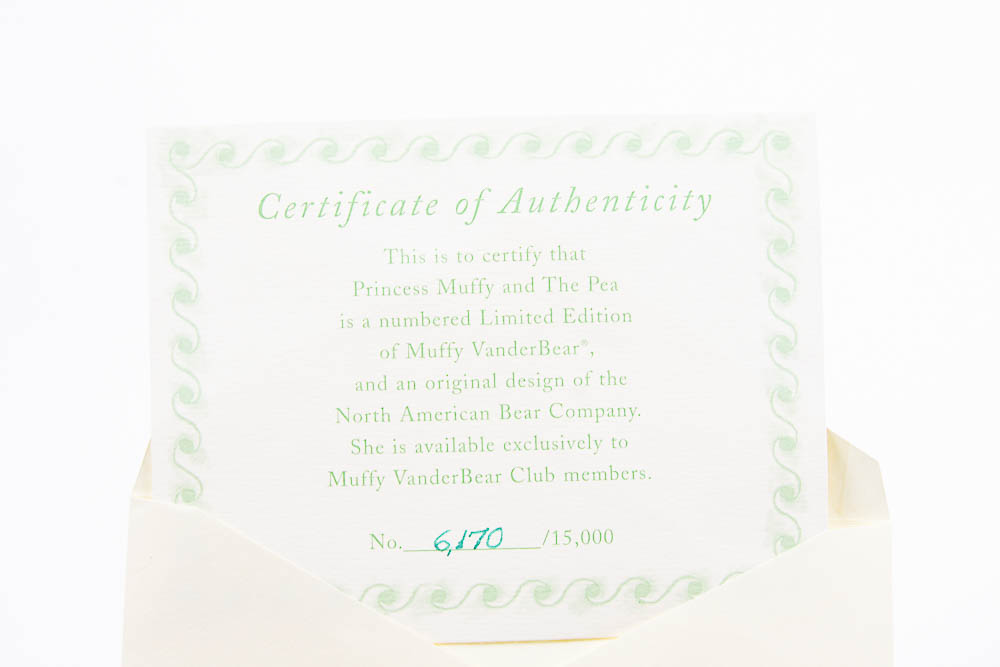 Certificate of Authenticity
This is to certify that
Princess Muffy and The Pea
is a numbered Limited Edition
of Muffy VanderBear®,
and an original design of the
North American Bear Company.
She is available exclusively to
Muffy VanderBear Club members.
No. 6,170 /15,000